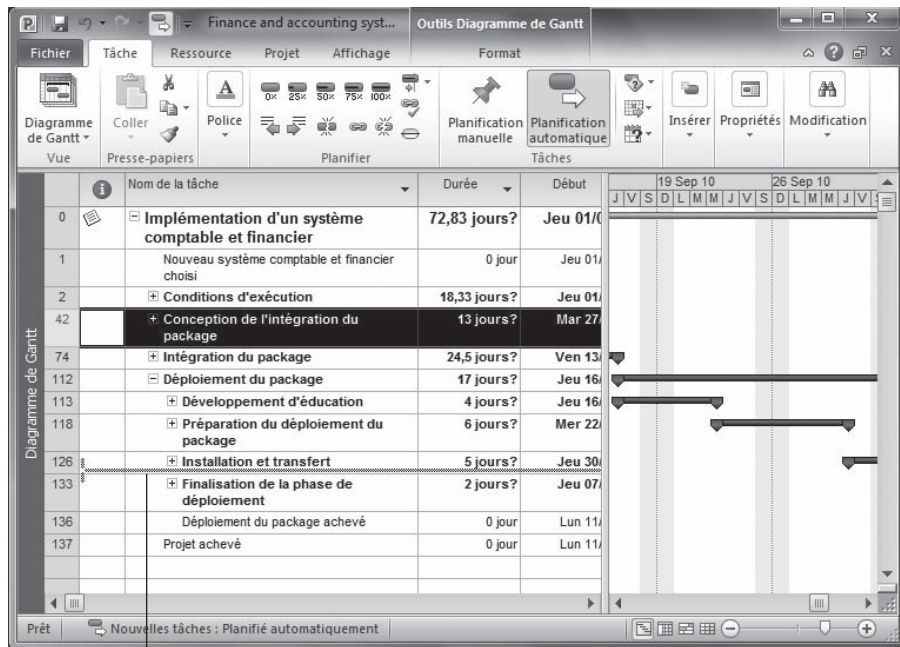 Finance and accounting syst...
Outils Diagramme de Gantt
Fichier Tâche Ressource Projet Affichage Format
0% 25% 50% 75% 100%
Diagramme de Gantt
Coller
Police
Planification manuelle
Planification automatique
Insérer
Propriétés
Modification
Vue Presse-papiers Planifier Tâches
Nom de la tâche Durée Début 19 Sep 10 26 Sep 10
J V S D L M M J V S D L M M J V S
0 Implémentation d'un système 72,83 jours? Jeu 01/0
comptable et financier
1 Nouveau système comptable et financier 0 jour Jeu 01/
choisi
2 Conditions d'exécution 18,33 jours? Jeu 01/
42 Conception de l'intégration du 13 jours? Mar 27/
package
74 Intégration du package 24,5 jours? Ven 13/
112 Déploiement du package 17 jours? Jeu 16/
113 Développement d'éducation 4 jours? Jeu 16/
118 Préparation du déploiement du 6 jours? Mer 22/
package
126 Installation et transfert 5 jours? Jeu 30/
133 Finalisation de la phase de 2 jours? Jeu 07/
déploiement
136 Déploiement du package achevé 0 jour Lun 11/
137 Projet achevé 0 jour Lun 11/
Diagramme de Gantt
Prêt Nouvelles tâches : Planifié automatiquement